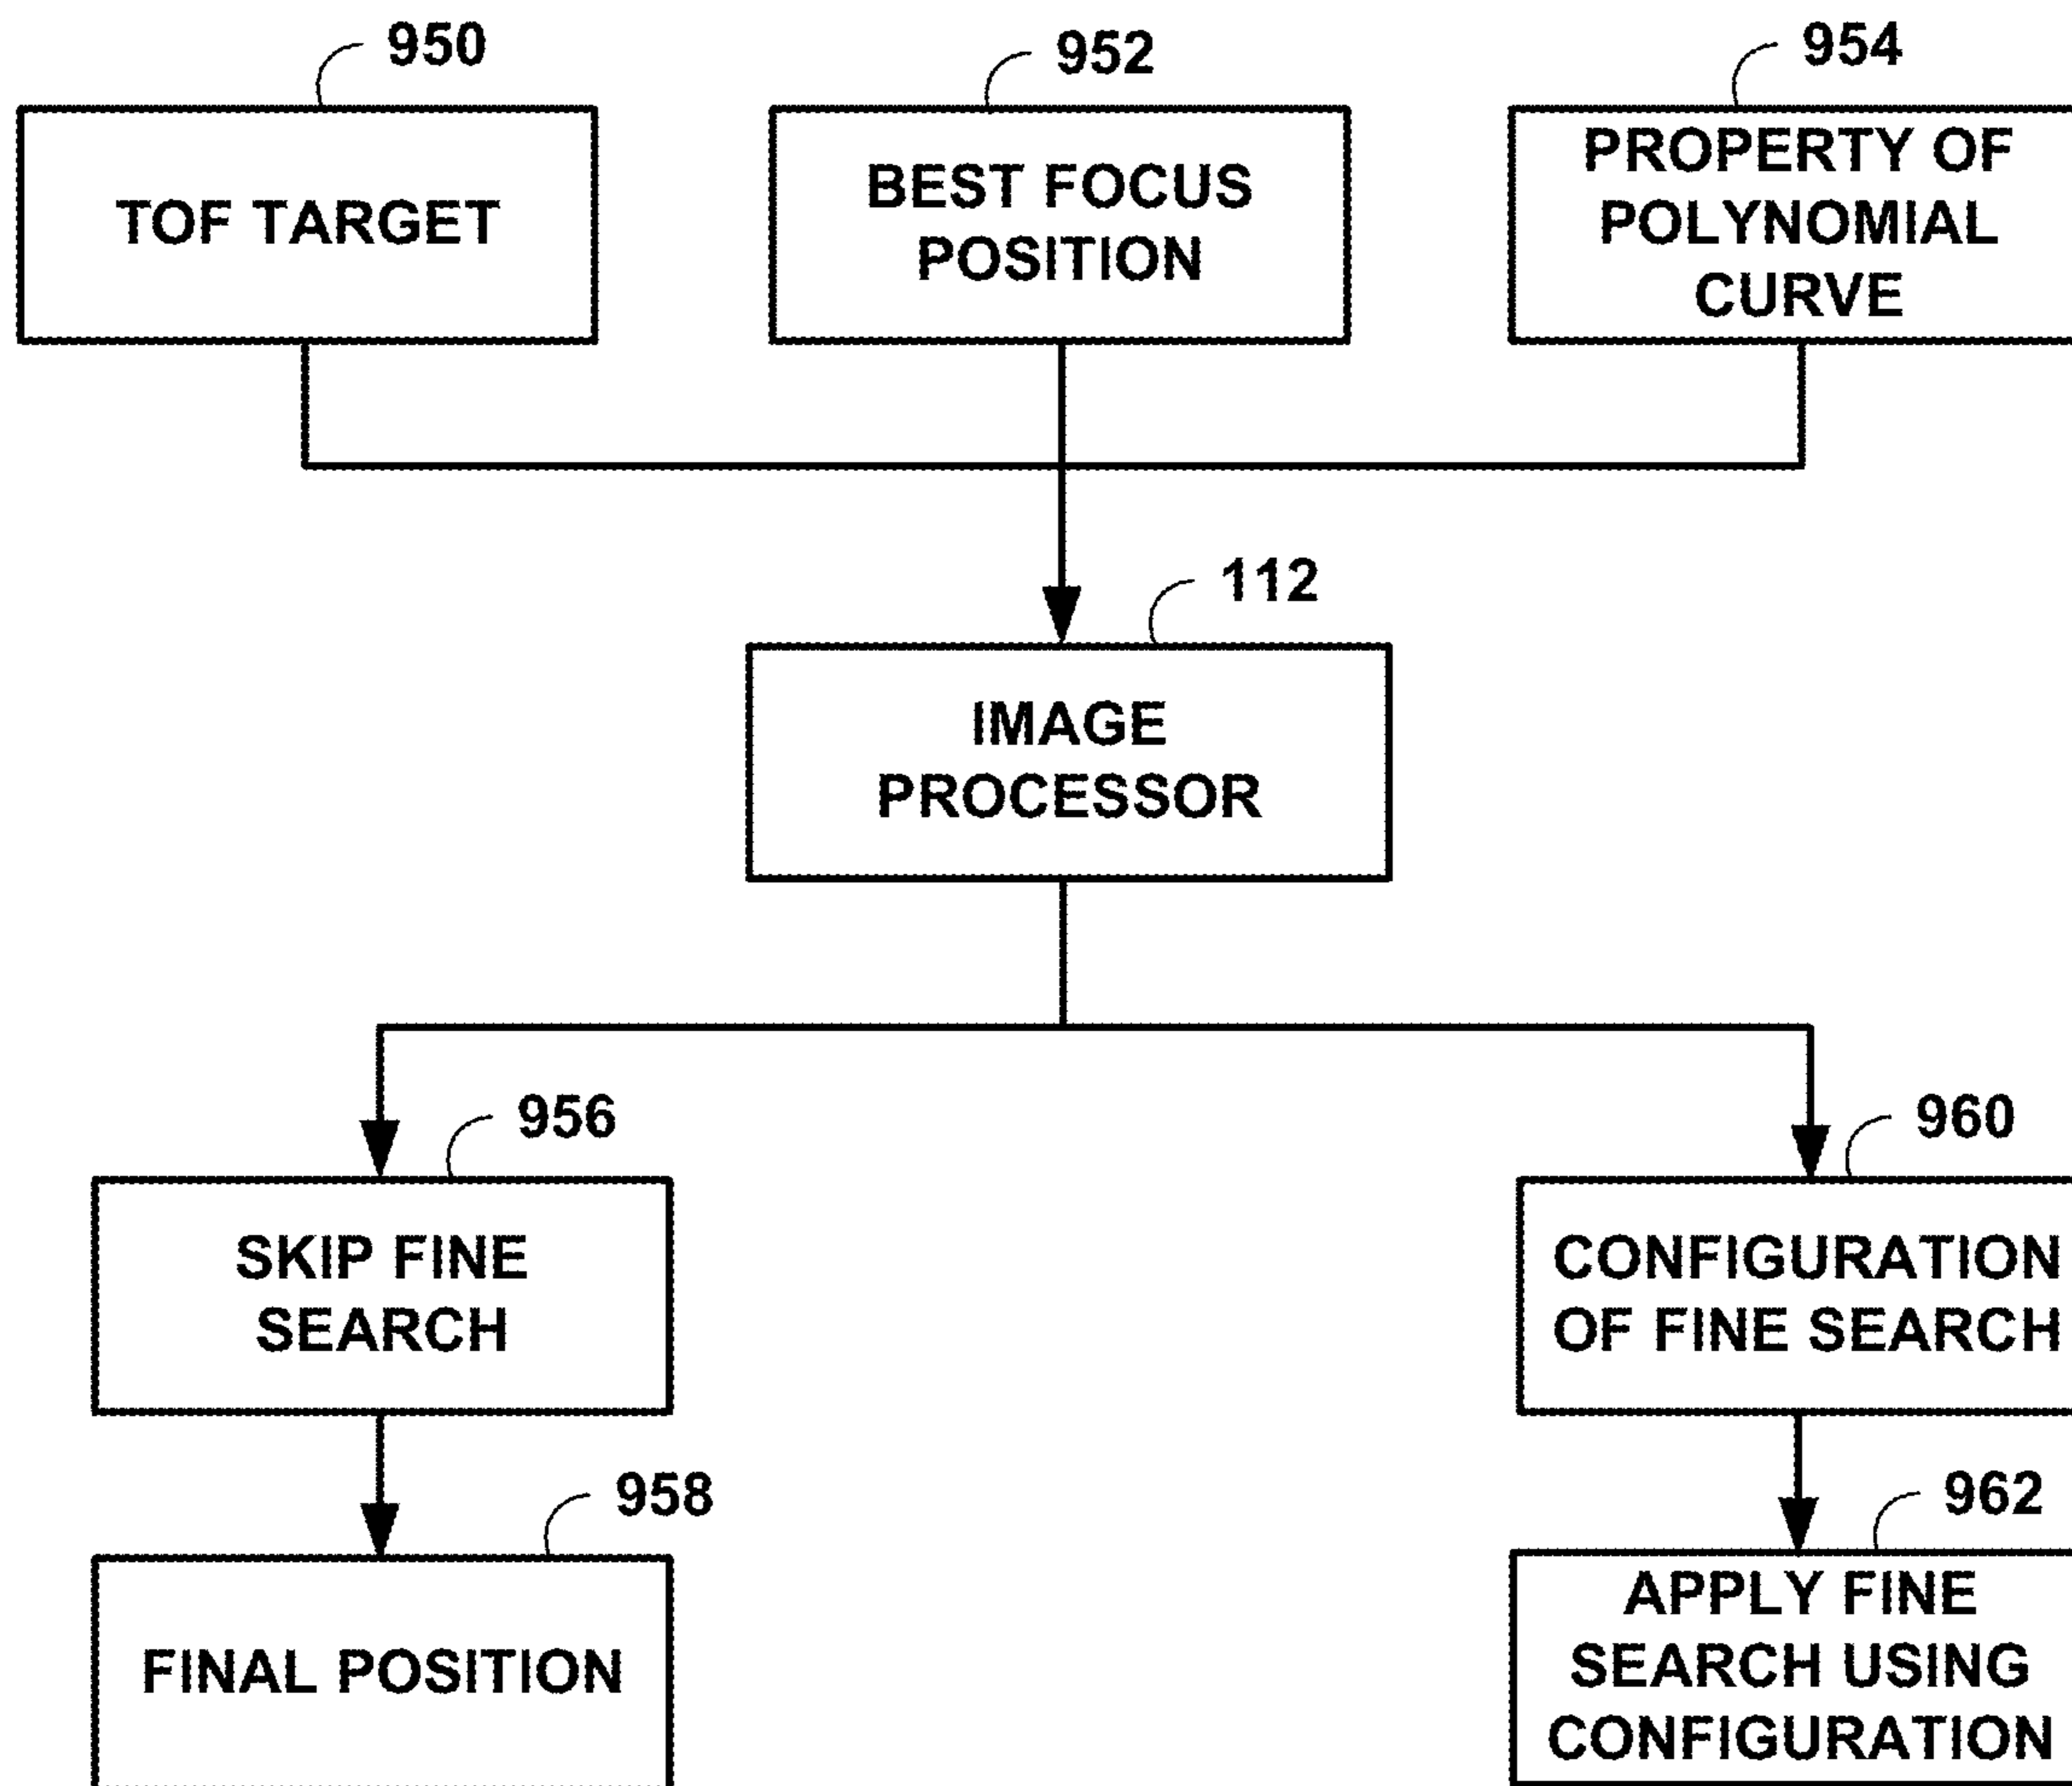 950
TOF TARGET
952
BEST FOCUS
POSITION
954
PROPERTY OF
POLYNOMIAL
CURVE
112
IMAGE
PROCESSOR
956
SKIP FINE
SEARCH
960
CONFIGURATION
OF FINE SEARCH
958
FINAL POSITION
962
APPLY FINE
SEARCH USING
CONFIGURATION